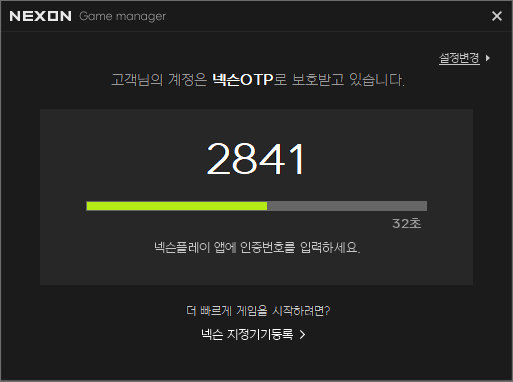 NEXON Game manager
설정변경
고객님의 계정은 넥슨OTP로 보호받고 있습니다.
2841
32초
넥슨플레이 앱에 인증번호를 입력하세요.
더 빠르게 게임을 시작하려면?
넥슨 지정기기등록 >